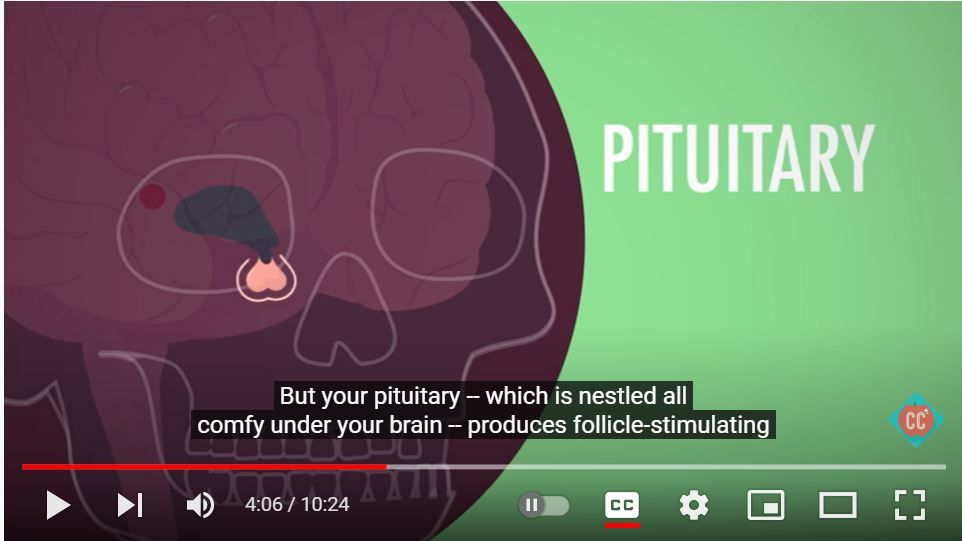 PITUITARY
But your pituitary -- which is nestled all
comfy under your brain -- produces follicle-stimulating
CC
4:06 / 10:24
CC